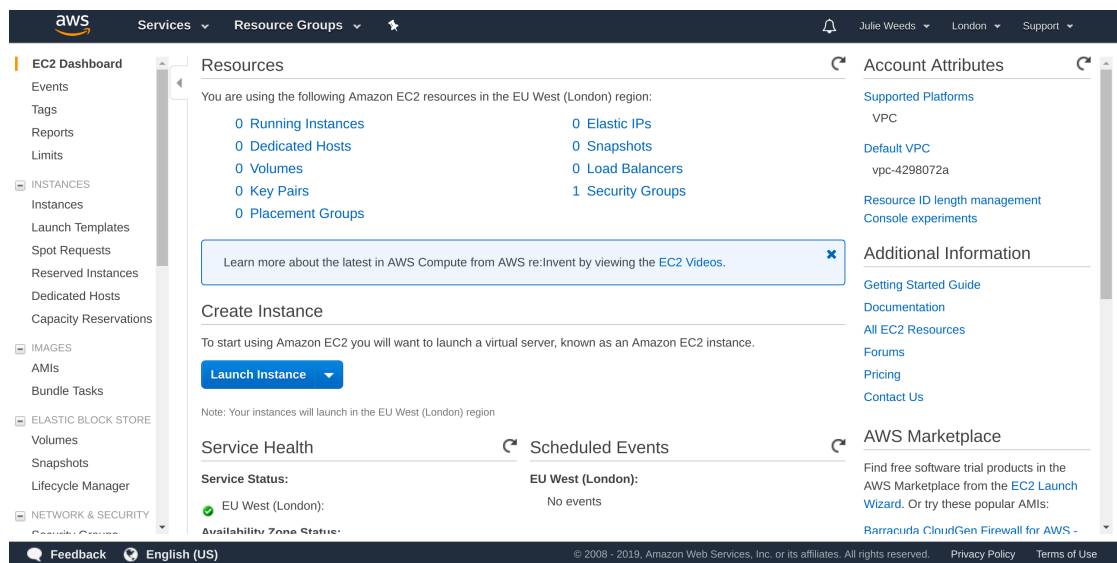 aws
Services
Resource Groups
Julie Weeds
London
Support
EC2 Dashboard
Events
Tags
Reports
Limits
INSTANCES
Instances
Launch Templates
Spot Requests
Reserved Instances
Dedicated Hosts
Capacity Reservations
IMAGES
AMIs
Bundle Tasks
ELASTIC BLOCK STORE
Volumes
Snapshots
Lifecycle Manager
NETWORK & SECURITY
Security Groups
Resources
You are using the following Amazon EC2 resources in the EU West (London) region:
0 Running Instances
0 Dedicated Hosts
0 Volumes
0 Key Pairs
0 Placement Groups
0 Elastic IPs
0 Snapshots
0 Load Balancers
1 Security Groups
Learn more about the latest in AWS Compute from AWS re:Invent by viewing the EC2 Videos.
Create Instance
To start using Amazon EC2 you will want to launch a virtual server, known as an Amazon EC2 instance.
Launch Instance
Note: Your instances will launch in the EU West (London) region
Service Health
Service Status:
EU West (London):
Availability Zone Status:
Scheduled Events
EU West (London):
No events
Account Attributes
Supported Platforms
VPC
Default VPC
vpc-4298072a
Resource ID length management
Console experiments
Additional Information
Getting Started Guide
Documentation
All EC2 Resources
Forums
Pricing
Contact Us
AWS Marketplace
Find free software trial products in the
AWS Marketplace from the EC2 Launch
Wizard. Or try these popular AMIs:
Barracuda CloudGen Firewall for AWS -
Feedback
English (US)
© 2008 - 2019, Amazon Web Services, Inc. or its affiliates. All rights reserved.
Privacy Policy
Terms of Use